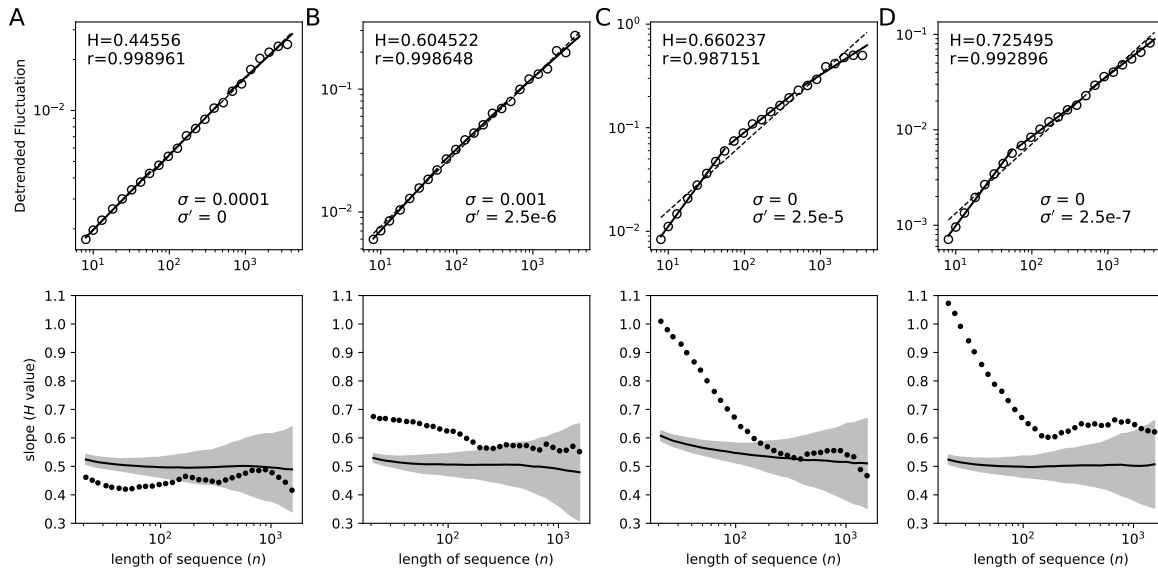 A
B
C
D
H=0.44556
r=0.998961
H=0.604522
r=0.998648
H=0.660237
r=0.987151
H=0.725495
r=0.992896
Detrended Fluctuation
10⁻²
10⁻¹
10⁻²
10⁰
10⁻¹
10⁻²
10⁻¹
10⁻²
10⁻³
σ = 0.0001
σ′ = 0
σ = 0.001
σ′ = 2.5e-6
σ = 0
σ′ = 2.5e-5
σ = 0
σ′ = 2.5e-7
10¹ 10² 10³
10¹ 10² 10³
10¹ 10² 10³
10¹ 10² 10³
slope (H value)
1.1
1.0
0.9
0.8
0.7
0.6
0.5
0.4
0.3
1.1
1.0
0.9
0.8
0.7
0.6
0.5
0.4
0.3
1.1
1.0
0.9
0.8
0.7
0.6
0.5
0.4
0.3
1.1
1.0
0.9
0.8
0.7
0.6
0.5
0.4
0.3
10² 10³
10² 10³
10² 10³
10² 10³
length of sequence (n)
length of sequence (n)
length of sequence (n)
length of sequence (n)